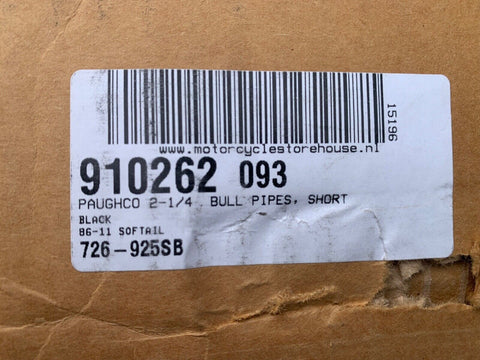 15196
www.motorcyclestorehouse.nl
910262 093
PAUGHCO 2-1/4 BULL PIPES, SHORT
BLACK
86-11 SOFTAIL
726-925SB